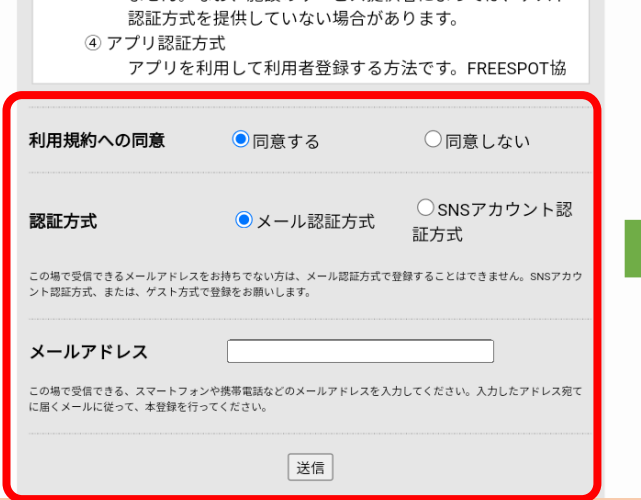 認証方式を提供していない場合があります。
④ アプリ認証方式
アプリを利用して利用者登録する方法です。FREESPOT協
利用規約への同意 同意する 同意しない
認証方式 メール認証方式 SNSアカウント認
証方式
この場で受信できるメールアドレスをお持ちでない方は、メール認証方式で登録することはできません。SNSアカウ
ント認証方式、または、ゲスト方式で登録をお願いします。
メールアドレス
この場で受信できる、スマートフォンや携帯電話などのメールアドレスを入力してください。入力したアドレス宛て
に届くメールに従って、本登録を行ってください。
送信